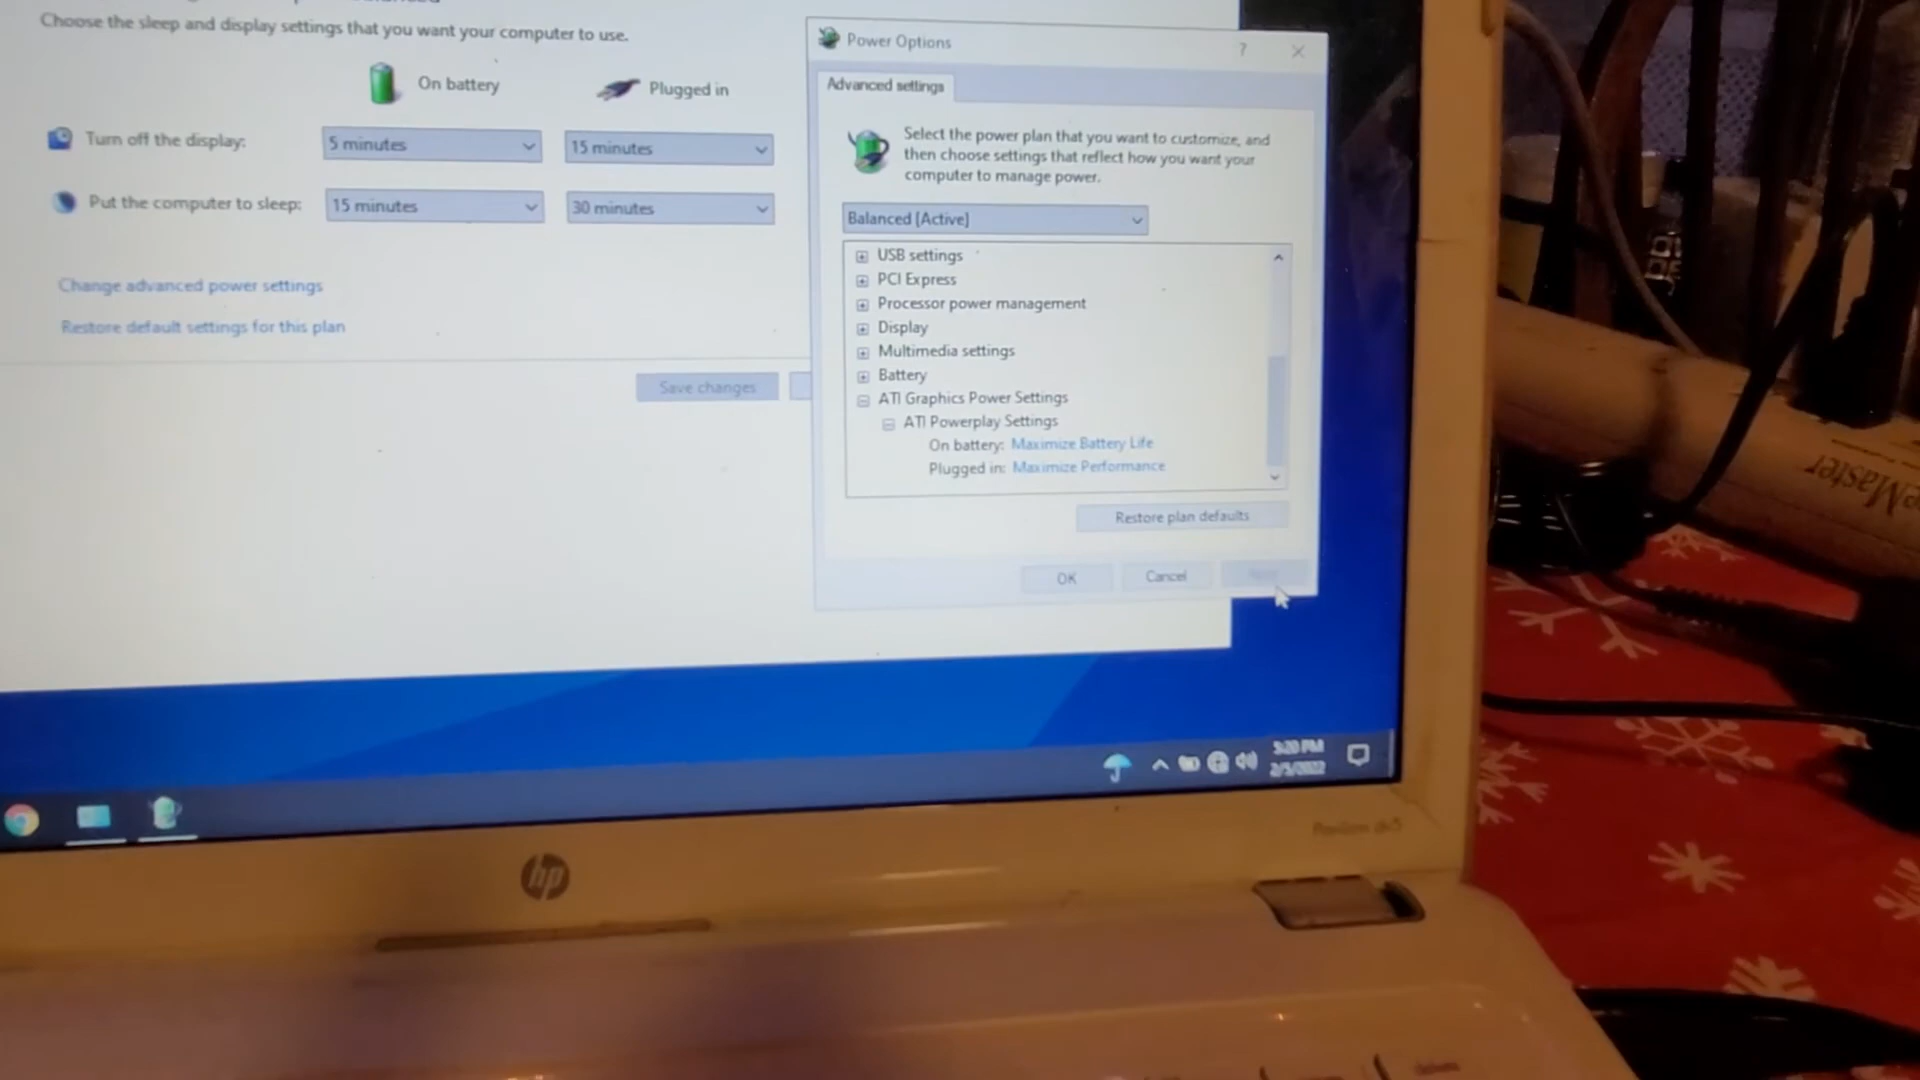 Choose the sleep and display settings that you want your computer to use.
On battery
Plugged in
Turn off the display:
5 minutes
15 minutes
Put the computer to sleep:
15 minutes
30 minutes
Change advanced power settings
Restore default settings for this plan
Save changes
Power Options
?
Advanced settings
Select the power plan that you want to customize, and
then choose settings that reflect how you want your
computer to manage power.
Balanced [Active]
USB settings
PCI Express
Processor power management
Display
Multimedia settings
Battery
ATI Graphics Power Settings
ATI Powerplay Settings
On battery: Maximize Battery Life
Plugged in: Maximize Performance
Restore plan defaults
OK
Cancel
5:20 PM
2/5/2022
Pavilion dv5
hp
eMaster